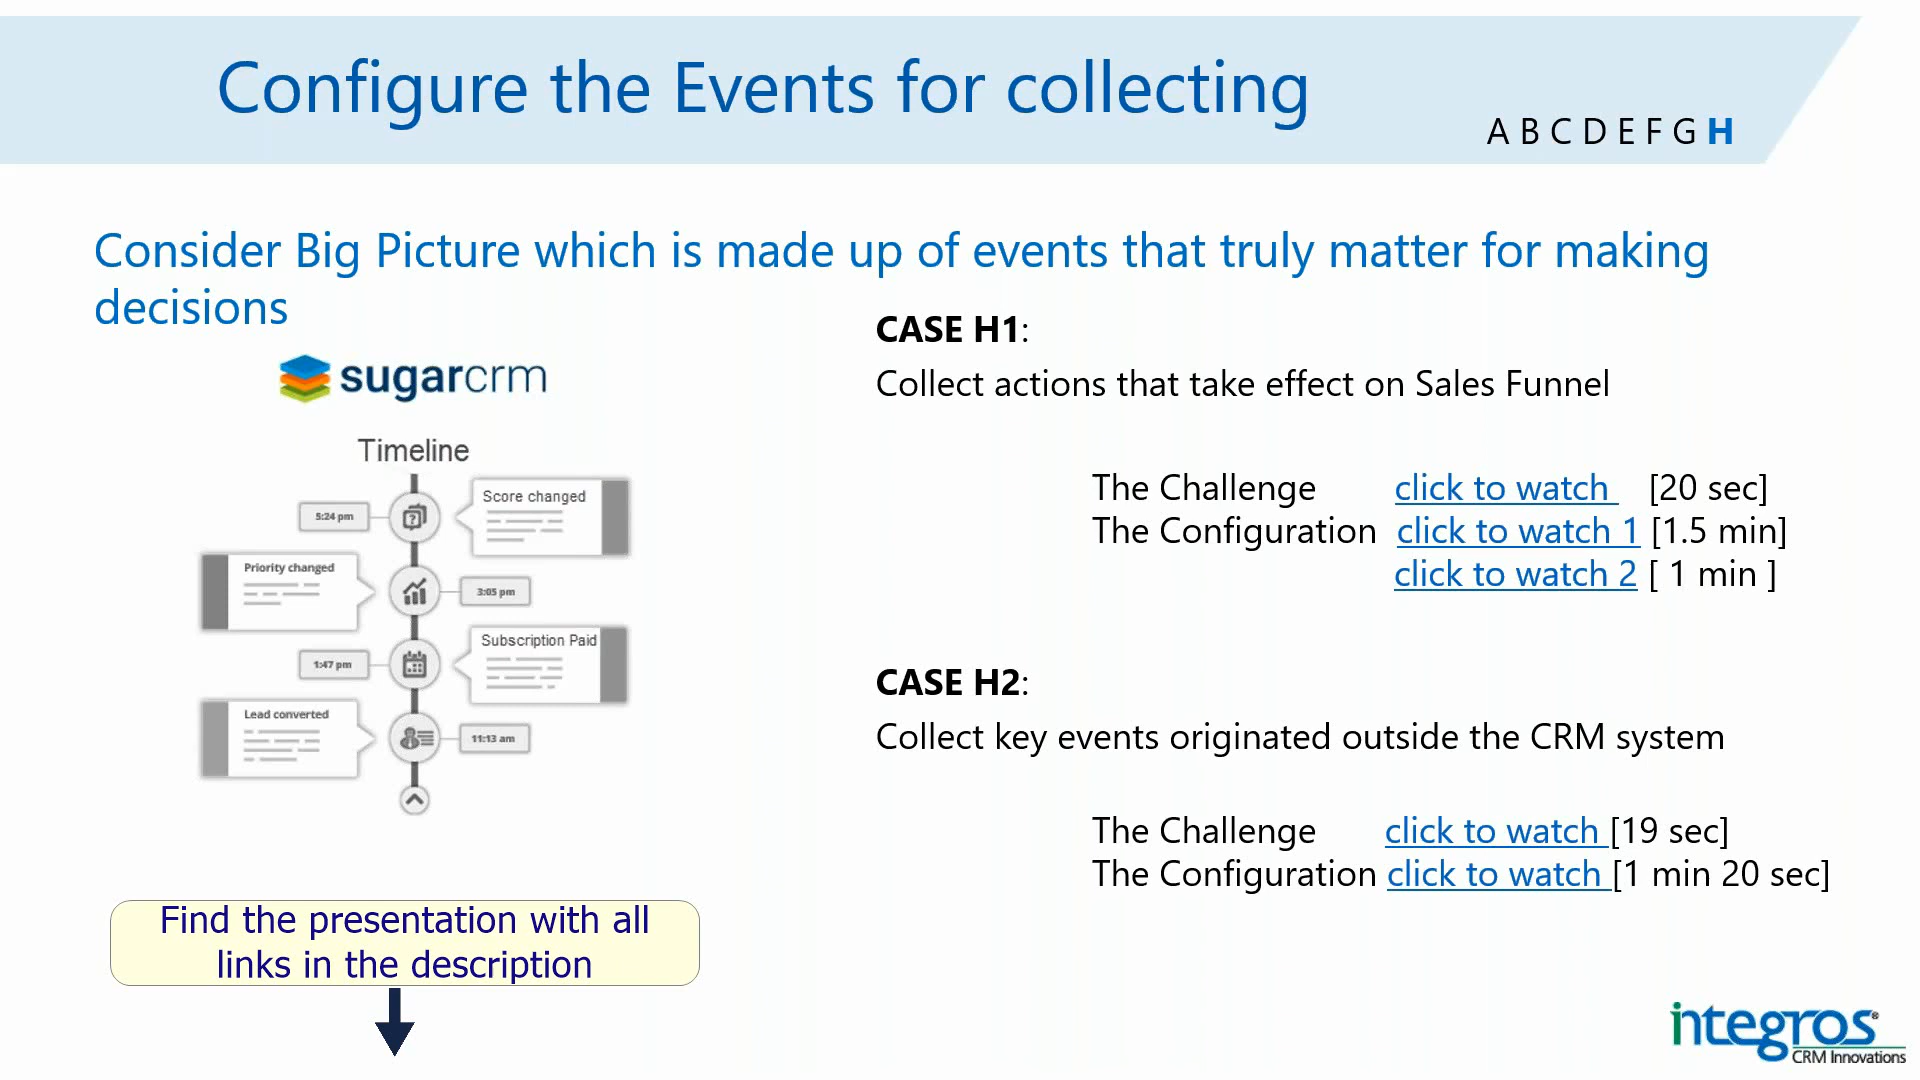 Configure the Events for collecting
A B C D E F G H
Consider Big Picture which is made up of events that truly matter for making
decisions
sugarcrm
Timeline
5:24 pm
Score changed
Priority changed
3:05 pm
1:47 pm
Subscription Paid
Lead converted
11:13 am
Find the presentation with all
links in the description
CASE H1:
Collect actions that take effect on Sales Funnel
The Challenge click to watch [20 sec]
The Configuration click to watch 1 [1.5 min]
click to watch 2 [ 1 min ]
CASE H2:
Collect key events originated outside the CRM system
The Challenge click to watch [19 sec]
The Configuration click to watch [1 min 20 sec]
integros®
CRM Innovations